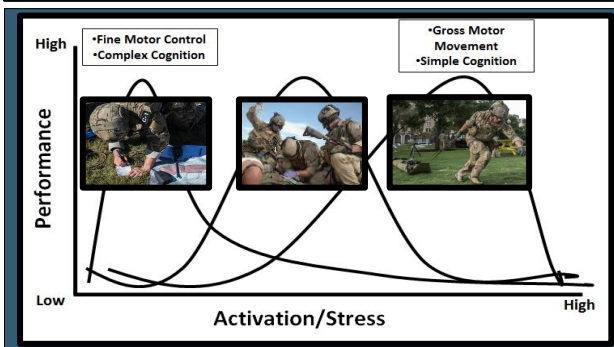 •Fine Motor Control
•Complex Cognition
•Gross Motor
Movement
•Simple Cognition
High
Performance
Low
High
Activation/Stress